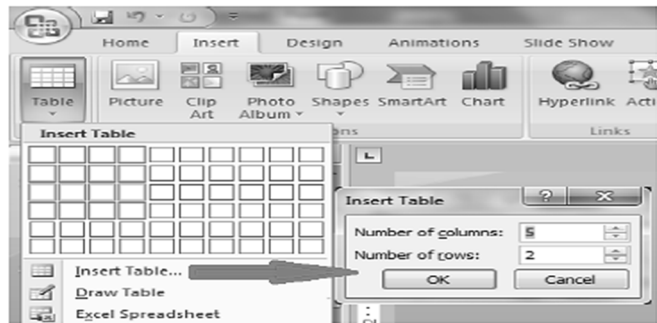 Home Insert Design Animations Slide Show
Table Picture Clip Art Photo Album Shapes SmartArt Chart Hyperlink
Links
Insert Table
Insert Table
Number of columns: 5
Number of rows: 2
OK Cancel
Insert Table...
Draw Table
Excel Spreadsheet